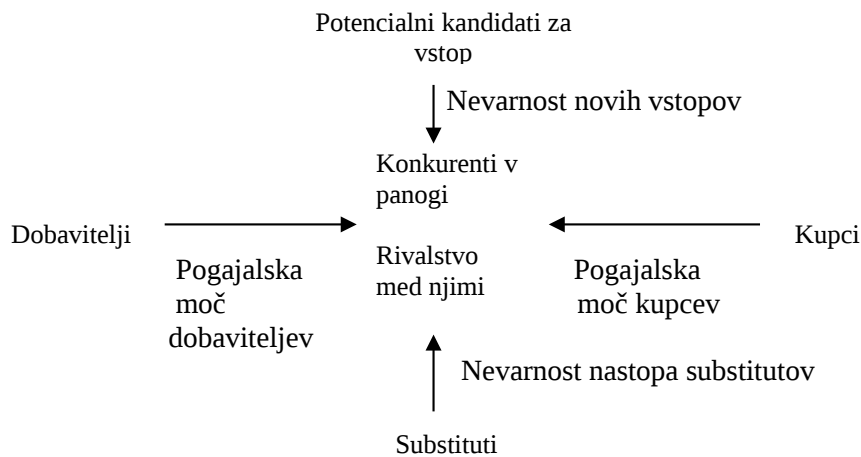 Potencialni kandidati za
vstop
Nevarnost novih vstopov
Konkurenti v
panogi
Dobavitelji
Kupci
Rivalstvo
med njimi
Pogajalska
moč
dobaviteljev
Pogajalska
moč kupcev
Nevarnost nastopa substitutov
Substituti